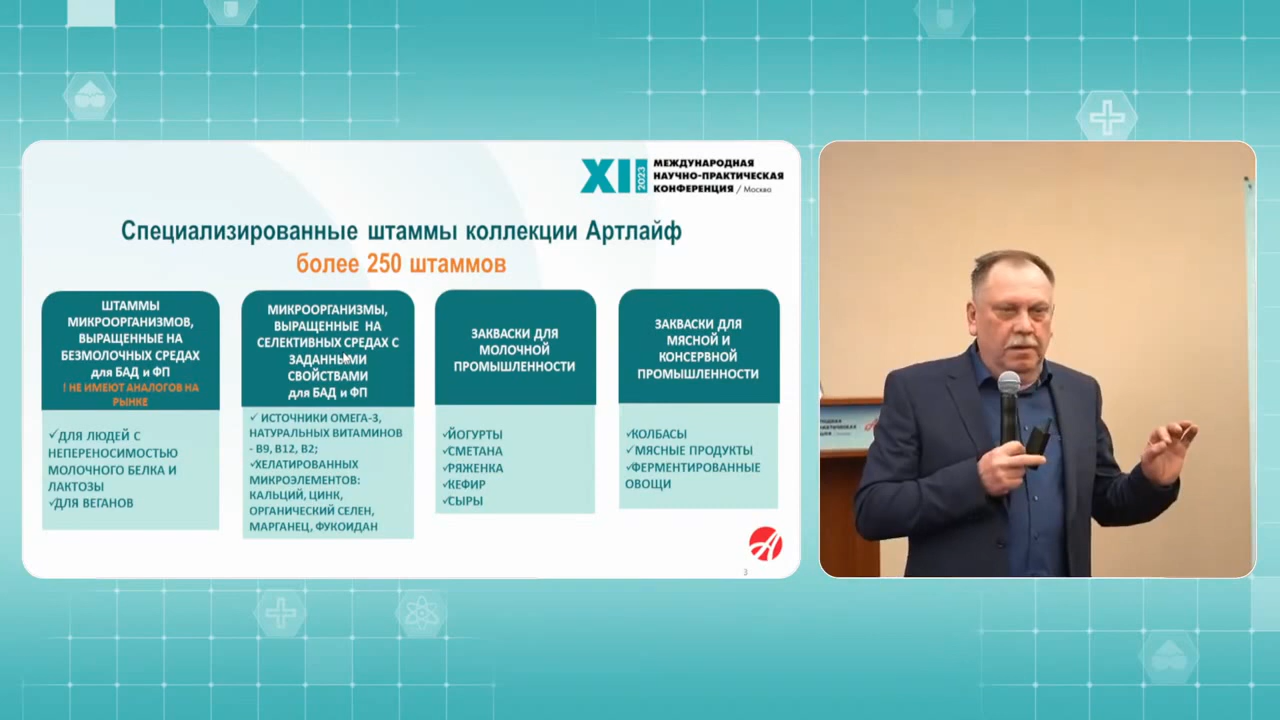 XII 2023 МЕЖДУНАРОДНАЯ
НАУЧНО-ПРАКТИЧЕСКАЯ
КОНФЕРЕНЦИЯ / Москва
Специализированные штаммы коллекции Артлайф
более 250 штаммов
ШТАММЫ
МИКРООРГАНИЗМОВ,
ВЫРАЩЕННЫЕ НА
БЕЗМОЛОЧНЫХ СРЕДАХ
для БАД и ФП
! НЕ ИМЕЮТ АНАЛОГОВ НА
РЫНКЕ
✓ДЛЯ ЛЮДЕЙ С
НЕПЕРЕНОСИМОСТЬЮ
МОЛОЧНОГО БЕЛКА И
ЛАКТОЗЫ
✓ДЛЯ ВЕГАНОВ
МИКРООРГАНИЗМЫ,
ВЫРАЩЕННЫЕ НА
СЕЛЕКТИВНЫХ СРЕДАХ С
ЗАДАННЫМИ
СВОЙСТВАМИ
для БАД и ФП
✓ ИСТОЧНИКИ ОМЕГА-3,
НАТУРАЛЬНЫХ ВИТАМИНОВ
- В9, В12, В2;
✓ХЕЛАТИРОВАННЫХ
МИКРОЭЛЕМЕНТОВ:
КАЛЬЦИЙ, ЦИНК,
ОРГАНИЧЕСКИЙ СЕЛЕН,
МАРГАНЕЦ, ФУКОИДАН
ЗАКВАСКИ ДЛЯ
МОЛОЧНОЙ
ПРОМЫШЛЕННОСТИ
✓ЙОГУРТЫ
✓СМЕТАНА
✓РЯЖЕНКА
✓КЕФИР
✓СЫРЫ
ЗАКВАСКИ ДЛЯ
МЯСНОЙ И
КОНСЕРВНОЙ
ПРОМЫШЛЕННОСТИ
✓КОЛБАСЫ
✓ МЯСНЫЕ ПРОДУКТЫ
✓ФЕРМЕНТИРОВАННЫЕ
ОВОЩИ
3